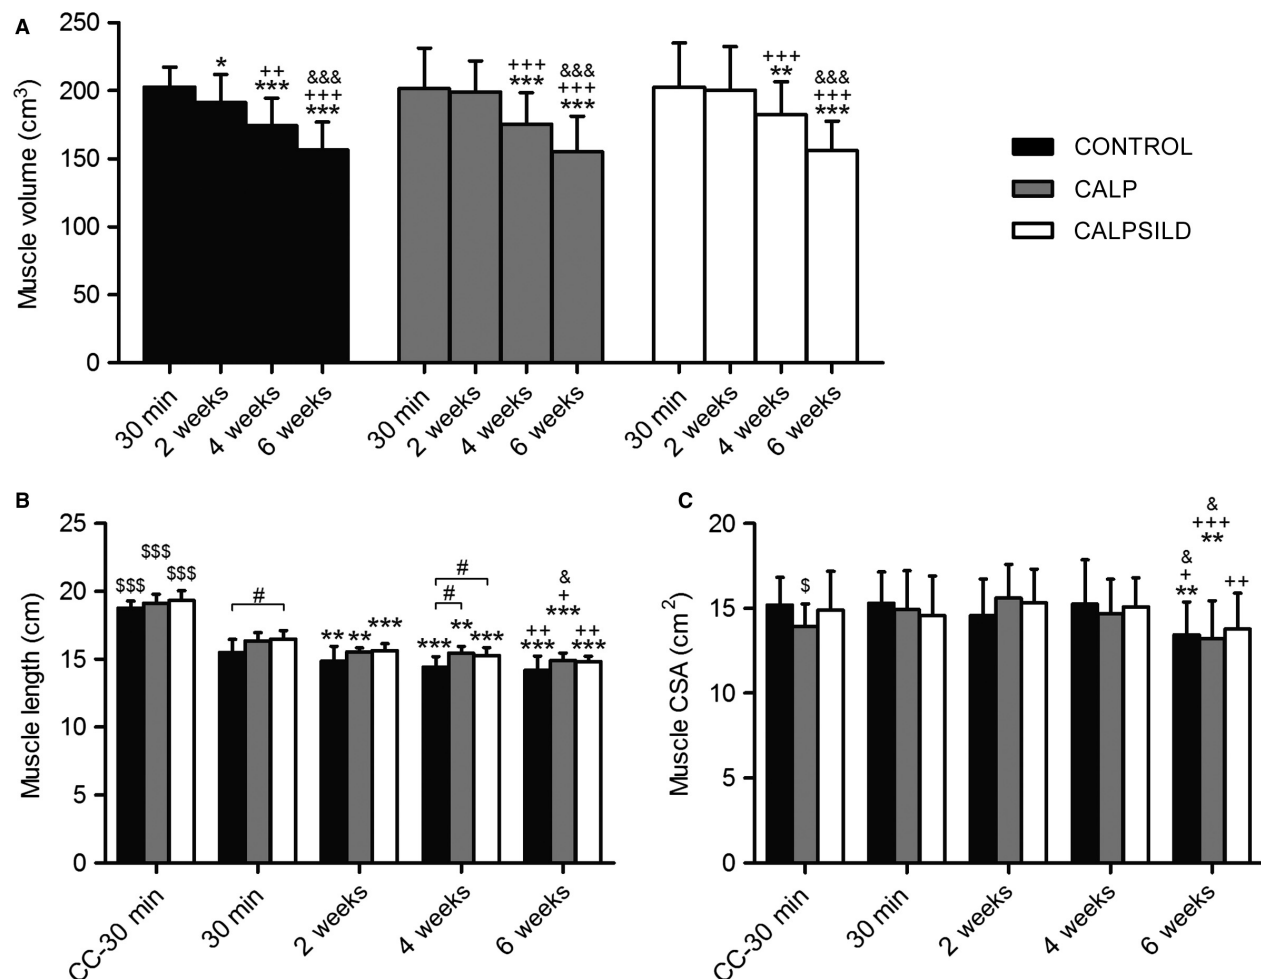 A
Muscle volume (cm³)
250
200
150
100
50
0
*
++
***
&&&
+++
***
+++
***
&&&
+++
***
+++
**
&&&
+++
***
30 min
2 weeks
4 weeks
6 weeks
30 min
2 weeks
4 weeks
6 weeks
30 min
2 weeks
4 weeks
6 weeks
CONTROL
CALP
CALPSILD
B
Muscle length (cm)
25
20
15
10
5
0
$$$
$$$
$$$
#
**
**
***
#
#
***
**
***
++
***
&
+
***
++
***
CC-30 min
30 min
2 weeks
4 weeks
6 weeks
C
Muscle CSA (cm²)
20
15
10
5
0
$
&
+
**
&
+++
**
++
CC-30 min
30 min
2 weeks
4 weeks
6 weeks